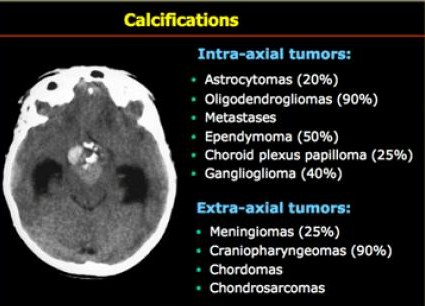 Calcifications
Intra-axial tumors:
• Astrocytomas (20%)
• Oligodendrogliomas (90%)
• Metastases
• Ependymoma (50%)
• Choroid plexus papilloma (25%)
• Ganglioglioma (40%)
Extra-axial tumors:
• Meningiomas (25%)
• Craniopharyngeomas (90%)
• Chordomas
• Chondrosarcomas